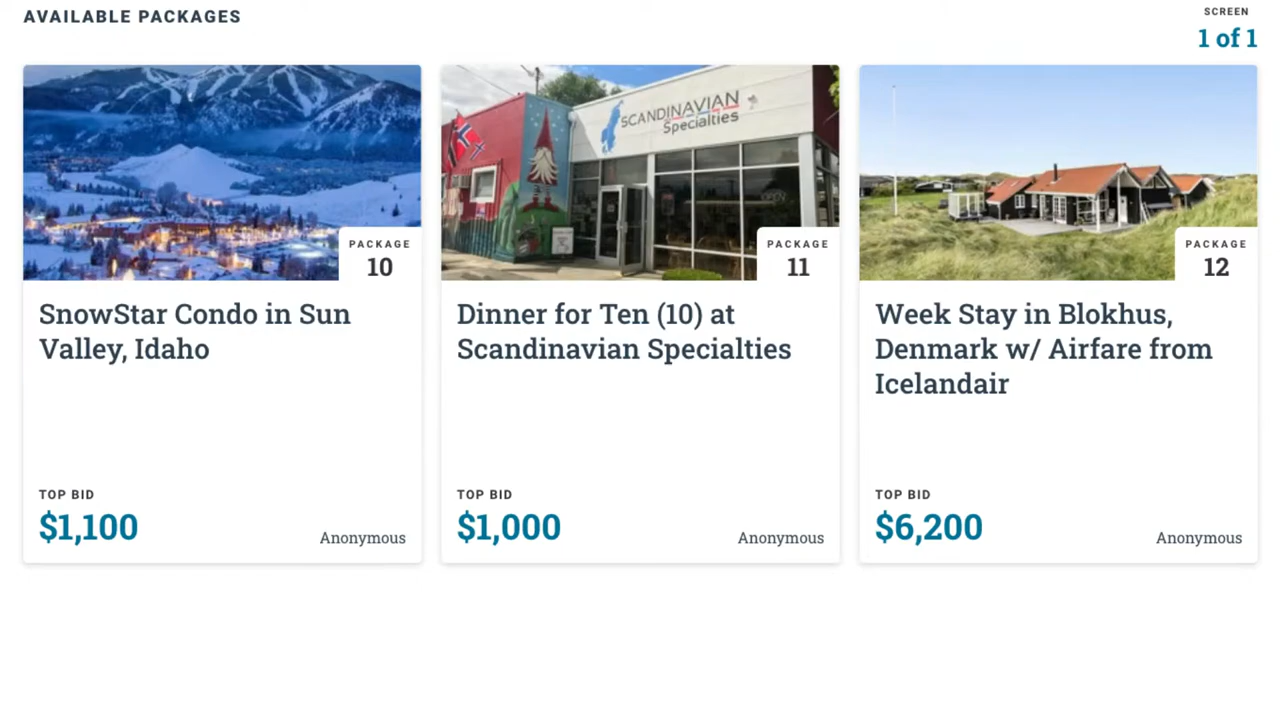 AVAILABLE PACKAGES
SCREEN
1 of 1
SCANDINAVIAN
Specialties
OPEN
PACKAGE
10
PACKAGE
11
PACKAGE
12
SnowStar Condo in Sun
Valley, Idaho
Dinner for Ten (10) at
Scandinavian Specialties
Week Stay in Blokhus,
Denmark w/ Airfare from
Icelandair
TOP BID
$1,100
Anonymous
TOP BID
$1,000
Anonymous
TOP BID
$6,200
Anonymous